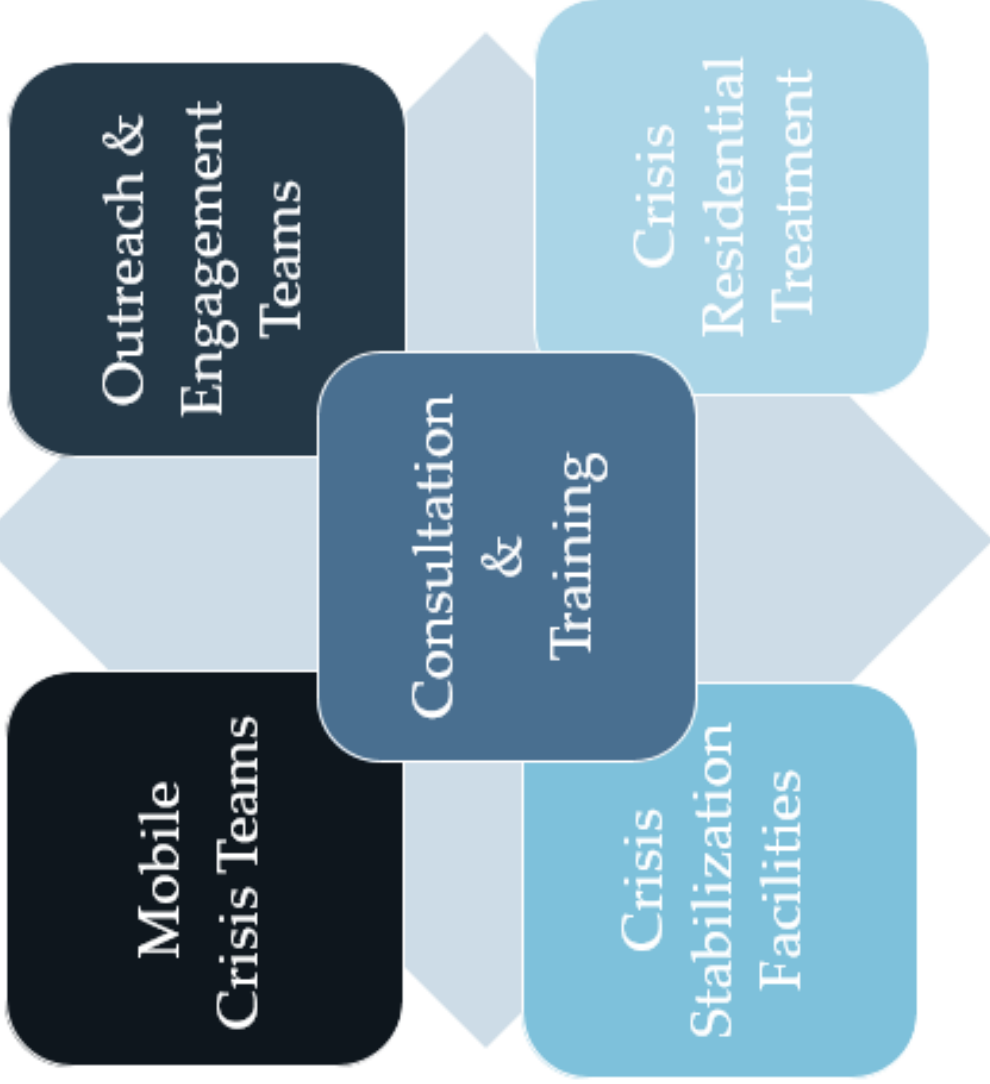 Mobile
Crisis Teams
Outreach &
Engagement
Teams
Consultation
&
Training
Crisis
Stabilization
Facilities
Crisis
Residential
Treatment